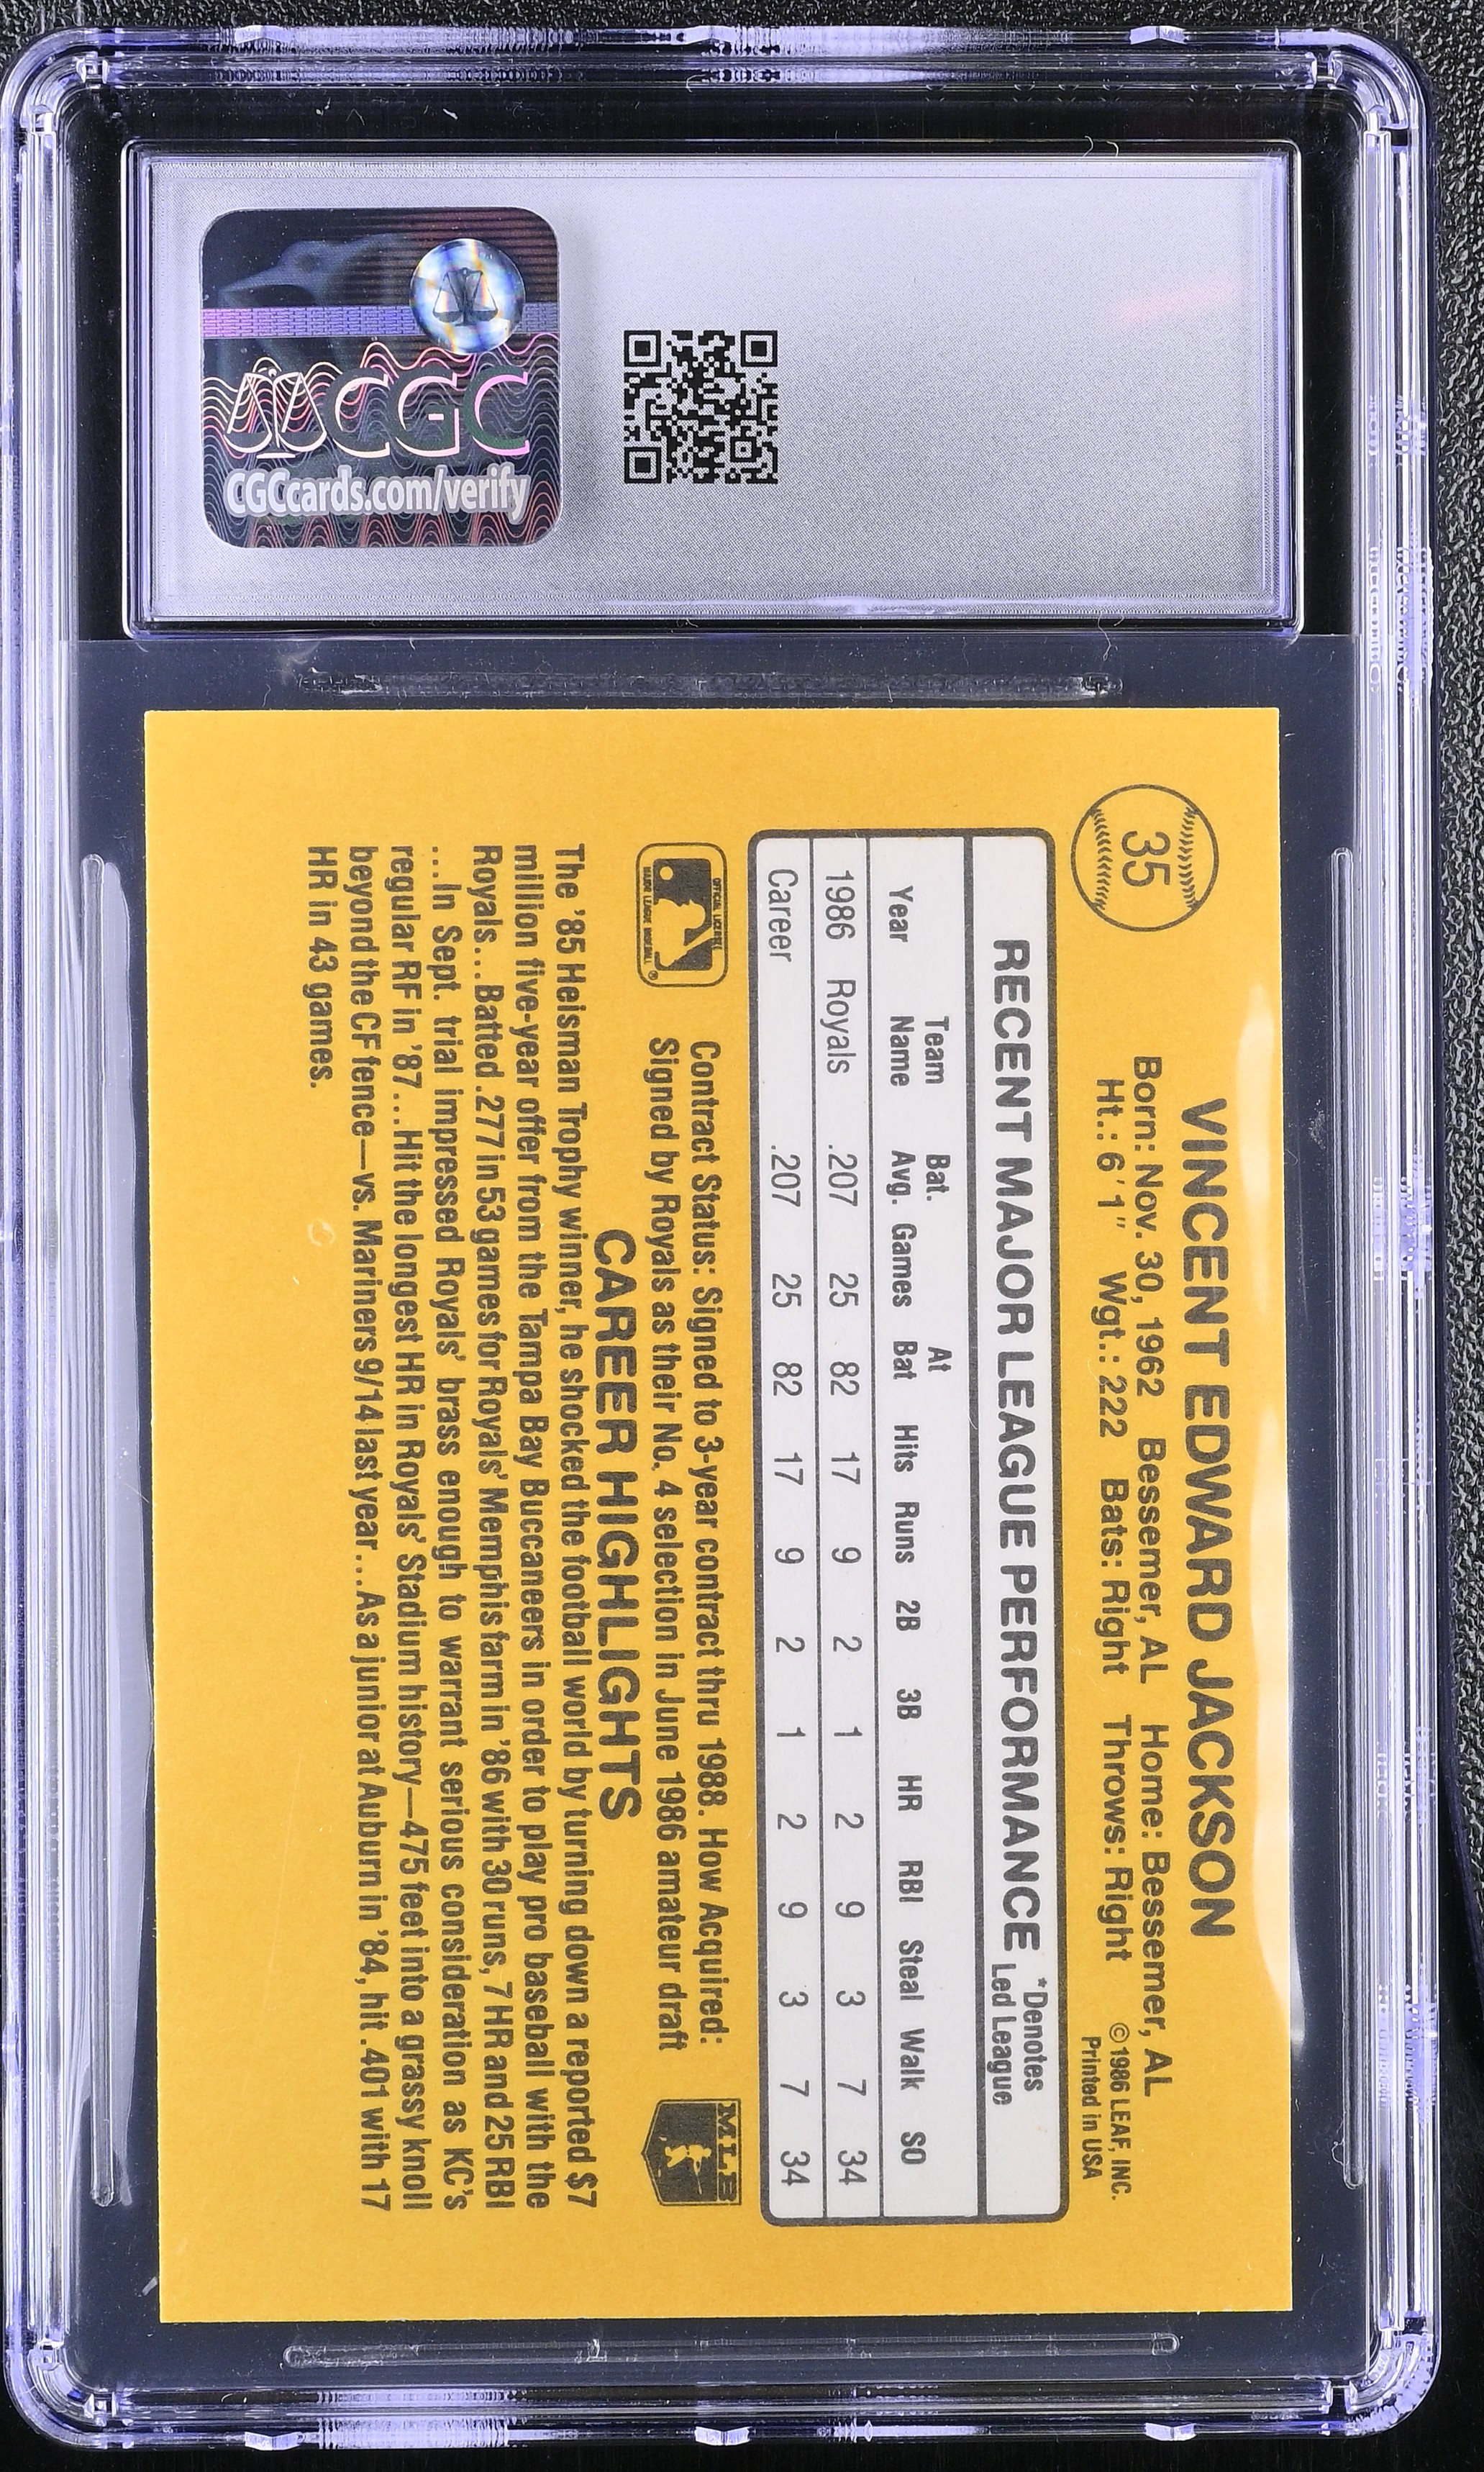 CGC
CGCcards.com/verify
35
VINCENT EDWARD JACKSON
Born: Nov. 30, 1962 Bessemer, AL Home: Bessemer, AL
Ht.: 6'1" Wgt.: 222 Bats: Right Throws: Right
© 1986 LEAF, INC.
Printed in USA
RECENT MAJOR LEAGUE PERFORMANCE *Denotes Led League
Year Team Name Bat. Avg. Games At Bat Hits Runs 2B 3B HR RBI Steal Walk SO
1986 Royals .207 25 82 17 9 2 1 2 9 3 7 34
Career .207 25 82 17 9 2 1 2 9 3 7 34
OFFICIAL LICENSEE
MAJOR LEAGUE BASEBALL
®
Contract Status: Signed to 3-year contract thru 1988. How Acquired:
Signed by Royals as their No. 4 selection in June 1986 amateur draft
MLB
CAREER HIGHLIGHTS
The '85 Heisman Trophy winner, he shocked the football world by turning down a reported $7
million five-year offer from the Tampa Bay Buccaneers in order to play pro baseball with the
Royals...Batted .277 in 53 games for Royals' Memphis farm in '86 with 30 runs, 7 HR and 25 RBI
...In Sept. trial impressed Royals' brass enough to warrant serious consideration as KC's
regular RF in '87...Hit the longest HR in Royals' Stadium history—475 feet into a grassy knoll
beyond the CF fence—vs. Mariners 9/14 last year...As a junior at Auburn in '84, hit .401 with 17
HR in 43 games.